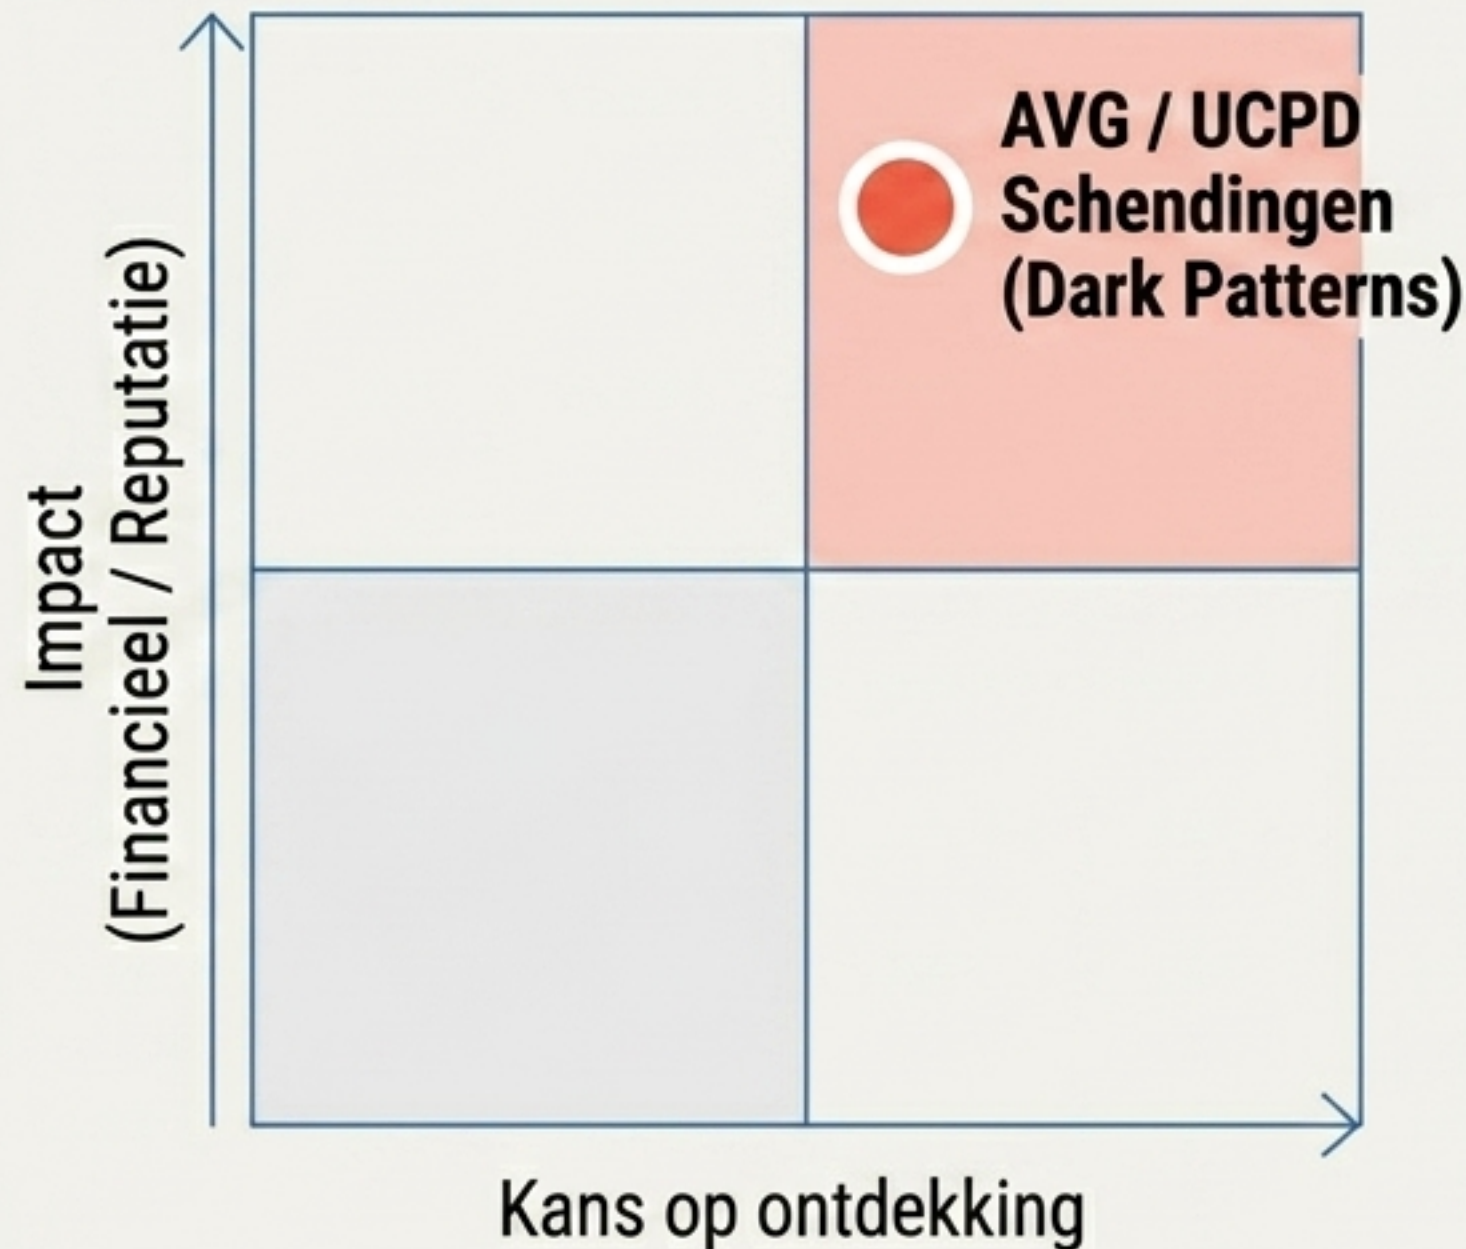 AVG / UCPD
Schendingen
(Dark Patterns)
Impact
(Financieel / Reputatie)
Kans op ontdekking